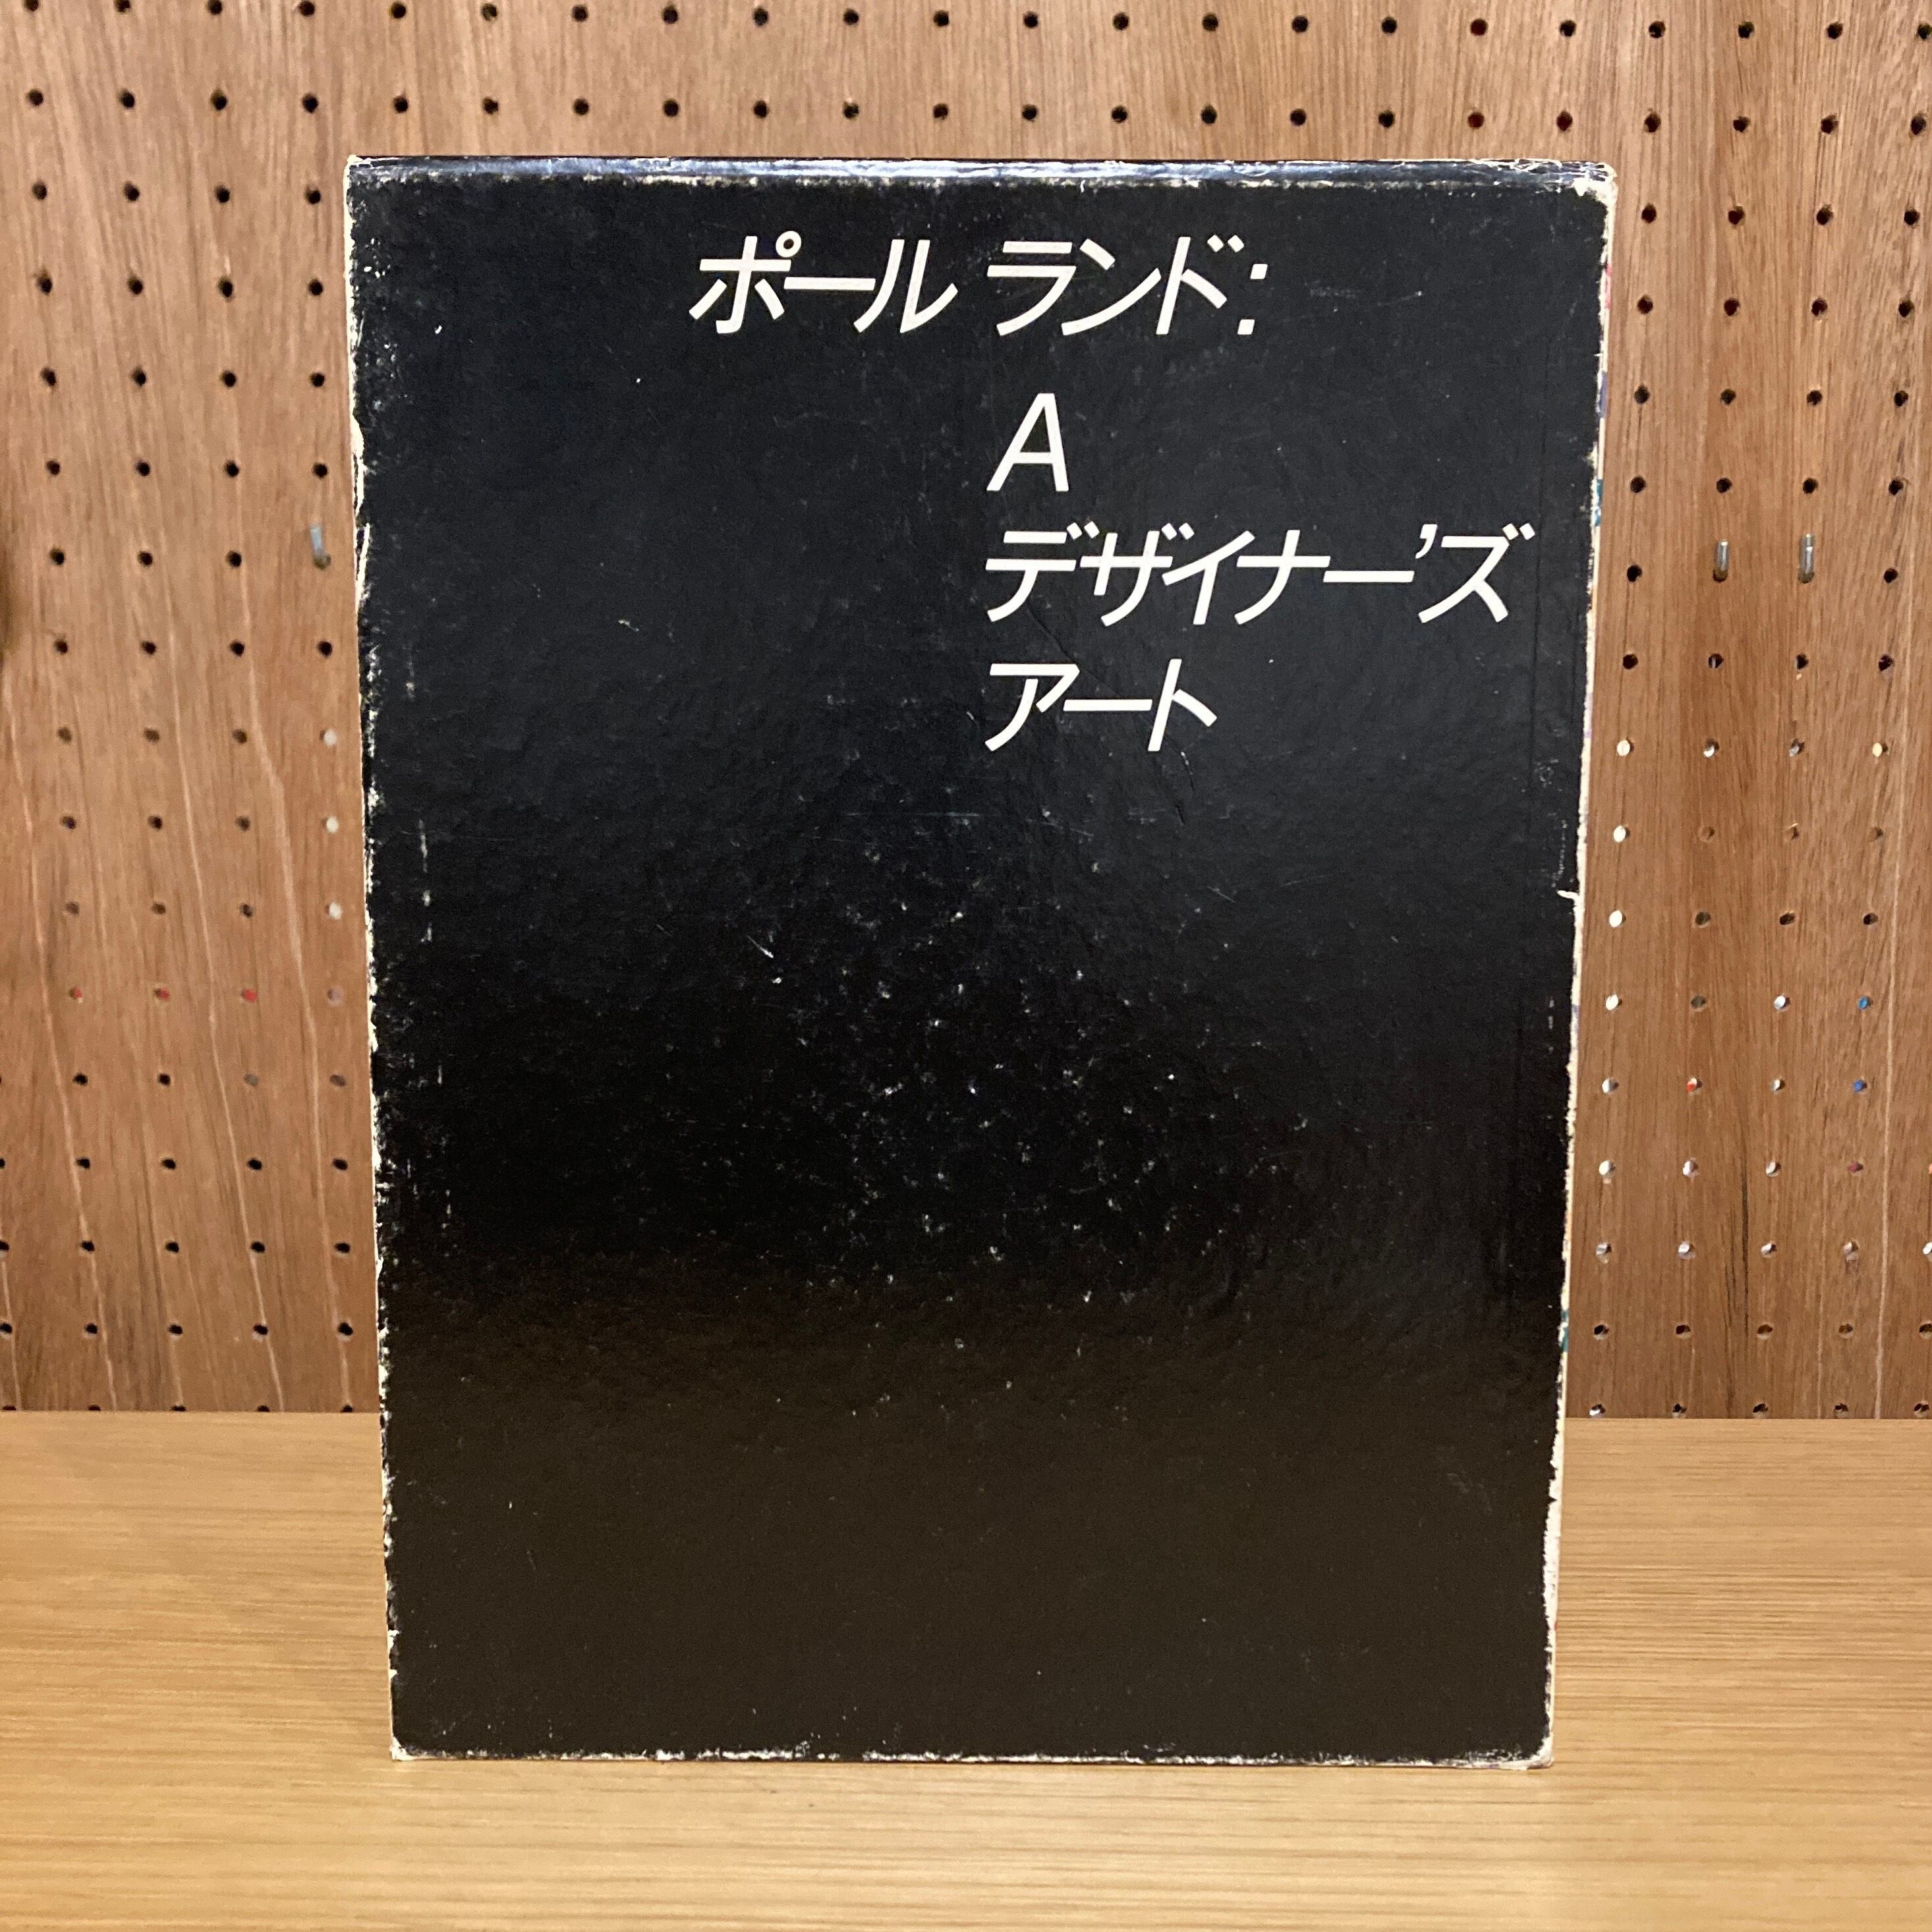 ポール ランド:
A
デザイナー'ズ
アート